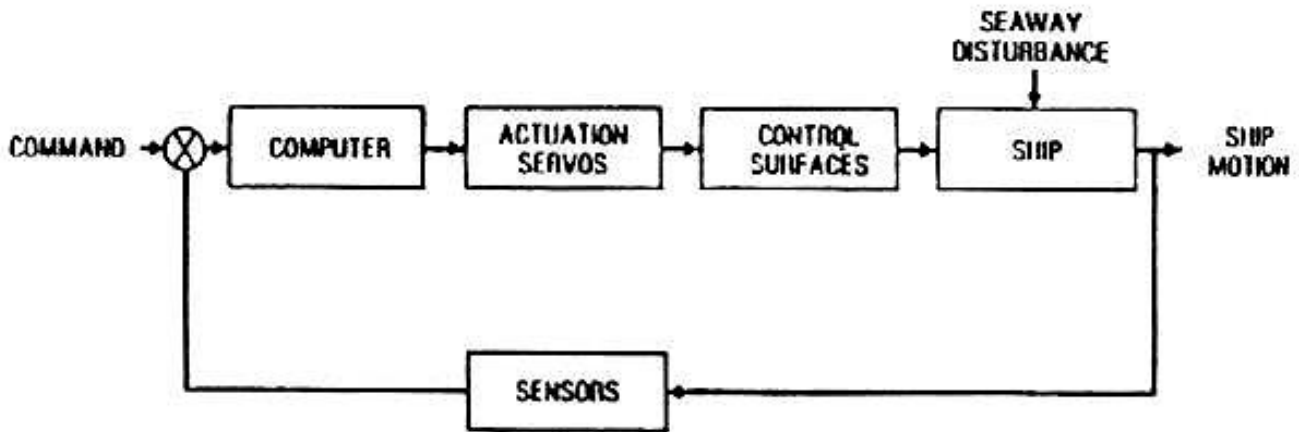 SEAWAY
DISTURBANCE
COMMAND
COMPUTER
ACTUATION
SERVOS
CONTROL
SURFACES
SHIP
SHIP
MOTION
SENSORS